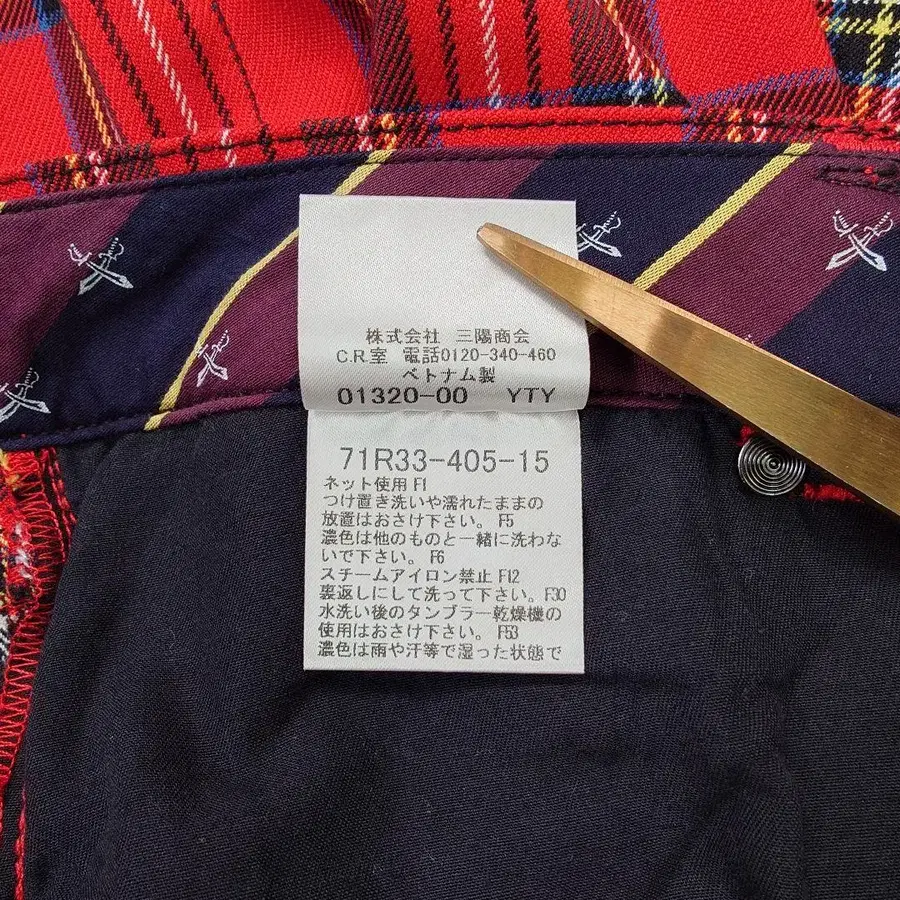 株式会社 三陽商会
C.R.室 電話0120-340-460
ベトナム製
01320-00 YTY
71R33-405-15
ネット使用 F1
つけ置き洗いや濡れたままの
放置はおさけ下さい。 F5
濃色は他のものと一緒に洗わな
いで下さい。 F6
スチームアイロン禁止 F12
裏返しにして洗って下さい。F30
水洗い後のタンブラー乾燥機の
使用はおさけ下さい。 F53
濃色は雨や汗等で湿った状態で